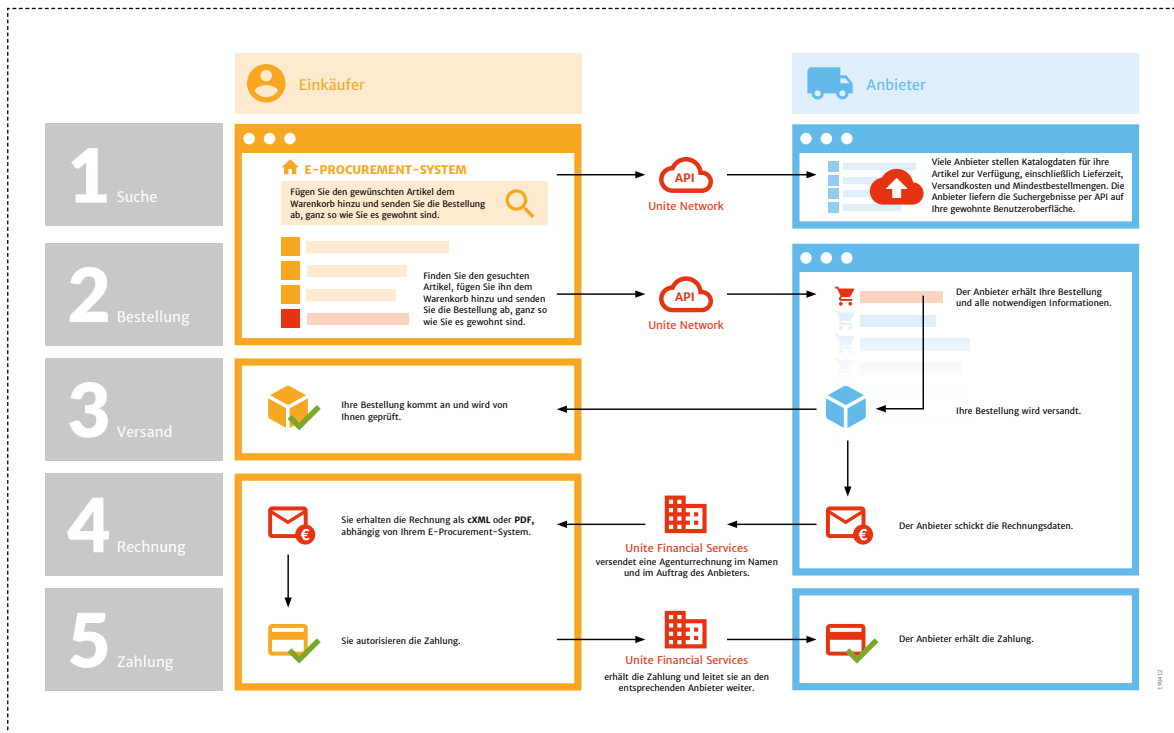 Einkäufer
Anbieter
1
Suche
E-PROCUREMENT-SYSTEM
Fügen Sie den gewünschten Artikel dem
Warenkorb hinzu und senden Sie die Bestellung
ab, ganz so wie Sie es gewohnt sind.
API
Unite Network
Viele Anbieter stellen Katalogdaten für ihre
Artikel zur Verfügung, einschließlich Lieferzeit,
Versandkosten und Mindestbestellmengen. Die
Anbieter liefern die Suchergebnisse per API auf
Ihre gewohnte Benutzeroberfläche.
2
Bestellung
Finden Sie den gesuchten
Artikel, fügen Sie ihn dem
Warenkorb hinzu und senden
Sie die Bestellung ab, ganz so
wie Sie es gewohnt sind.
API
Unite Network
Der Anbieter erhält Ihre Bestellung
und alle notwendigen Informationen.
3
Versand
Ihre Bestellung kommt an und wird von
Ihnen geprüft.
Ihre Bestellung wird versandt.
4
Rechnung
Sie erhalten die Rechnung als cXML oder PDF,
abhängig von Ihrem E-Procurement-System.
Unite Financial Services
versendet eine Agenturrechnung im Namen
und im Auftrag des Anbieters.
Der Anbieter schickt die Rechnungsdaten.
5
Zahlung
Sie autorisieren die Zahlung.
Unite Financial Services
erhält die Zahlung und leitet sie an den
entsprechenden Anbieter weiter.
Der Anbieter erhält die Zahlung.
190412